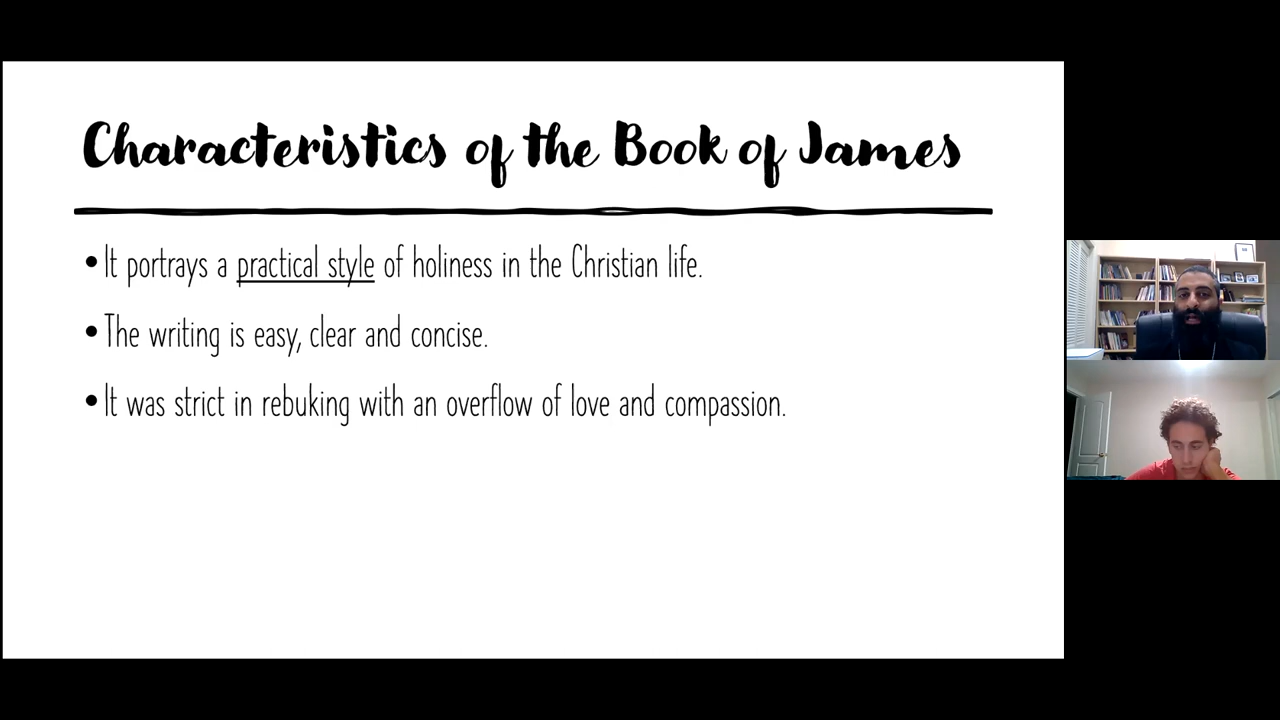 Characteristics of the Book of James
• It portrays a practical style of holiness in the Christian life.
• The writing is easy, clear and concise.
• It was strict in rebuking with an overflow of love and compassion.